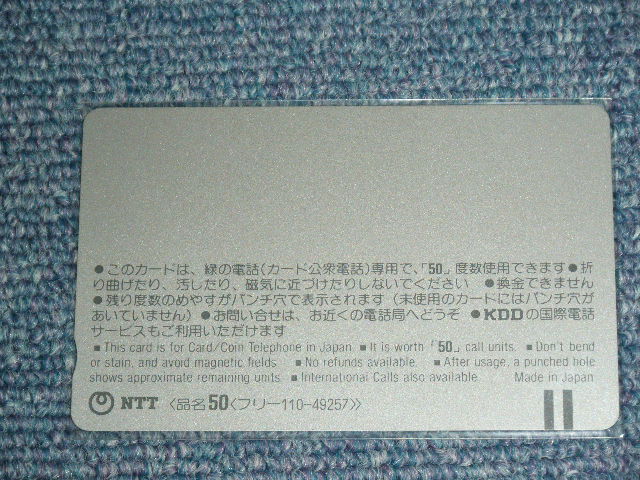 ●このカードは、緑の電話(カード公衆電話)専用で、「50」度数使用できます●折
り曲げたり、汚したり、磁気に近づけたりしないでください ●換金できません
●残り度数のめやすがパンチ穴で表示されます(未使用のカードにはパンチ穴が
あいていません)●お問い合せは、お近くの電話局へどうぞ ●KDDの国際電話
サービスもご利用いただけます
■This card is for Card/Coin Telephone in Japan. ■It is worth「50」call units. ■Don't bend
or stain, and avoid magnetic fields. ■No refunds available. ■After usage, a punched hole
shows approximate remaining units. ■International Calls also available. Made in Japan
NTT 〈品名50〈フリー110-49257〉〉